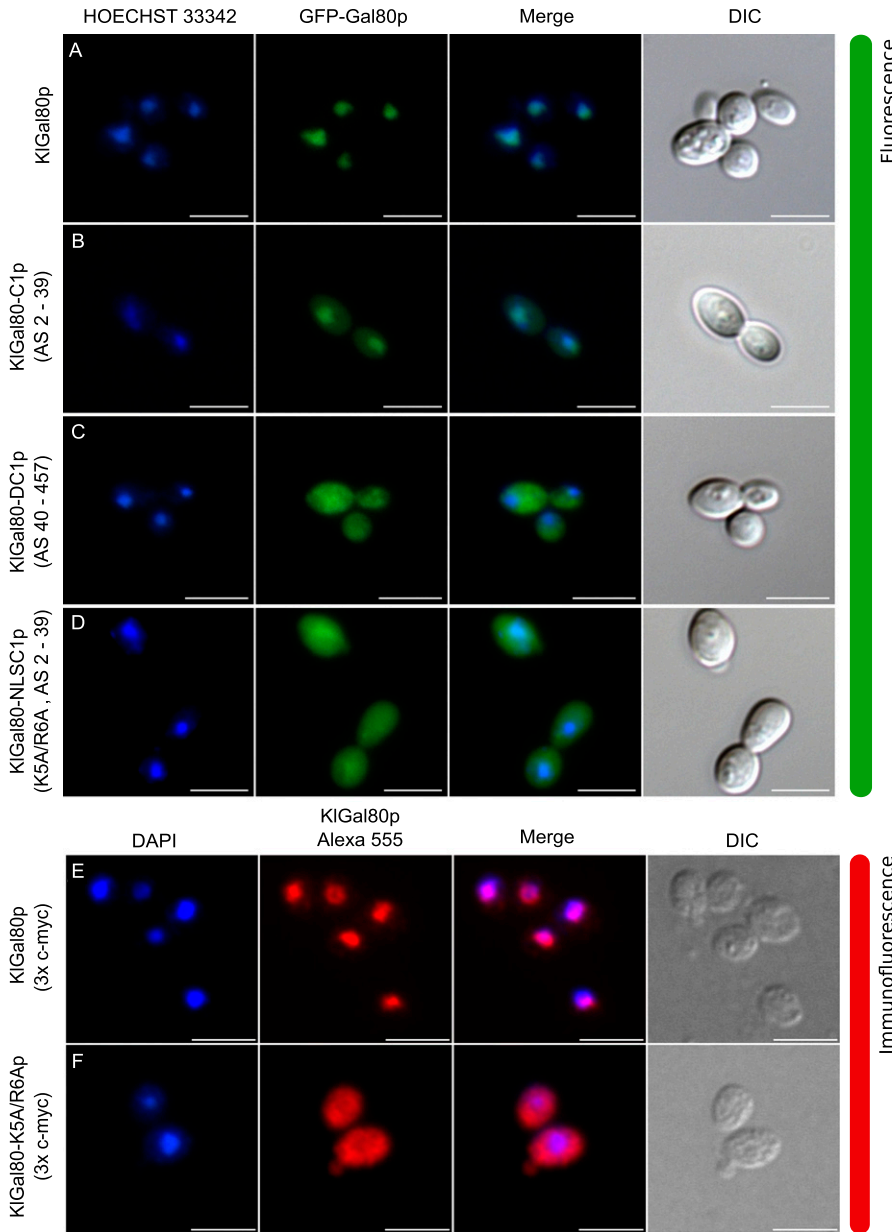 HOECHST 33342 GFP-Gal80p Merge DIC
A
KlGal80p
B
KlGal80-C1p
(AS 2 - 39)
C
KlGal80-DC1p
(AS 40 - 457)
D
KlGal80-NLSC1p
(K5A/R6A , AS 2 - 39)
Fluorescence
DAPI KlGal80p Merge DIC
Alexa 555
E
KlGal80p
(3x c-myc)
F
KlGal80-K5A/R6Ap
(3x c-myc)
Immunofluorescence